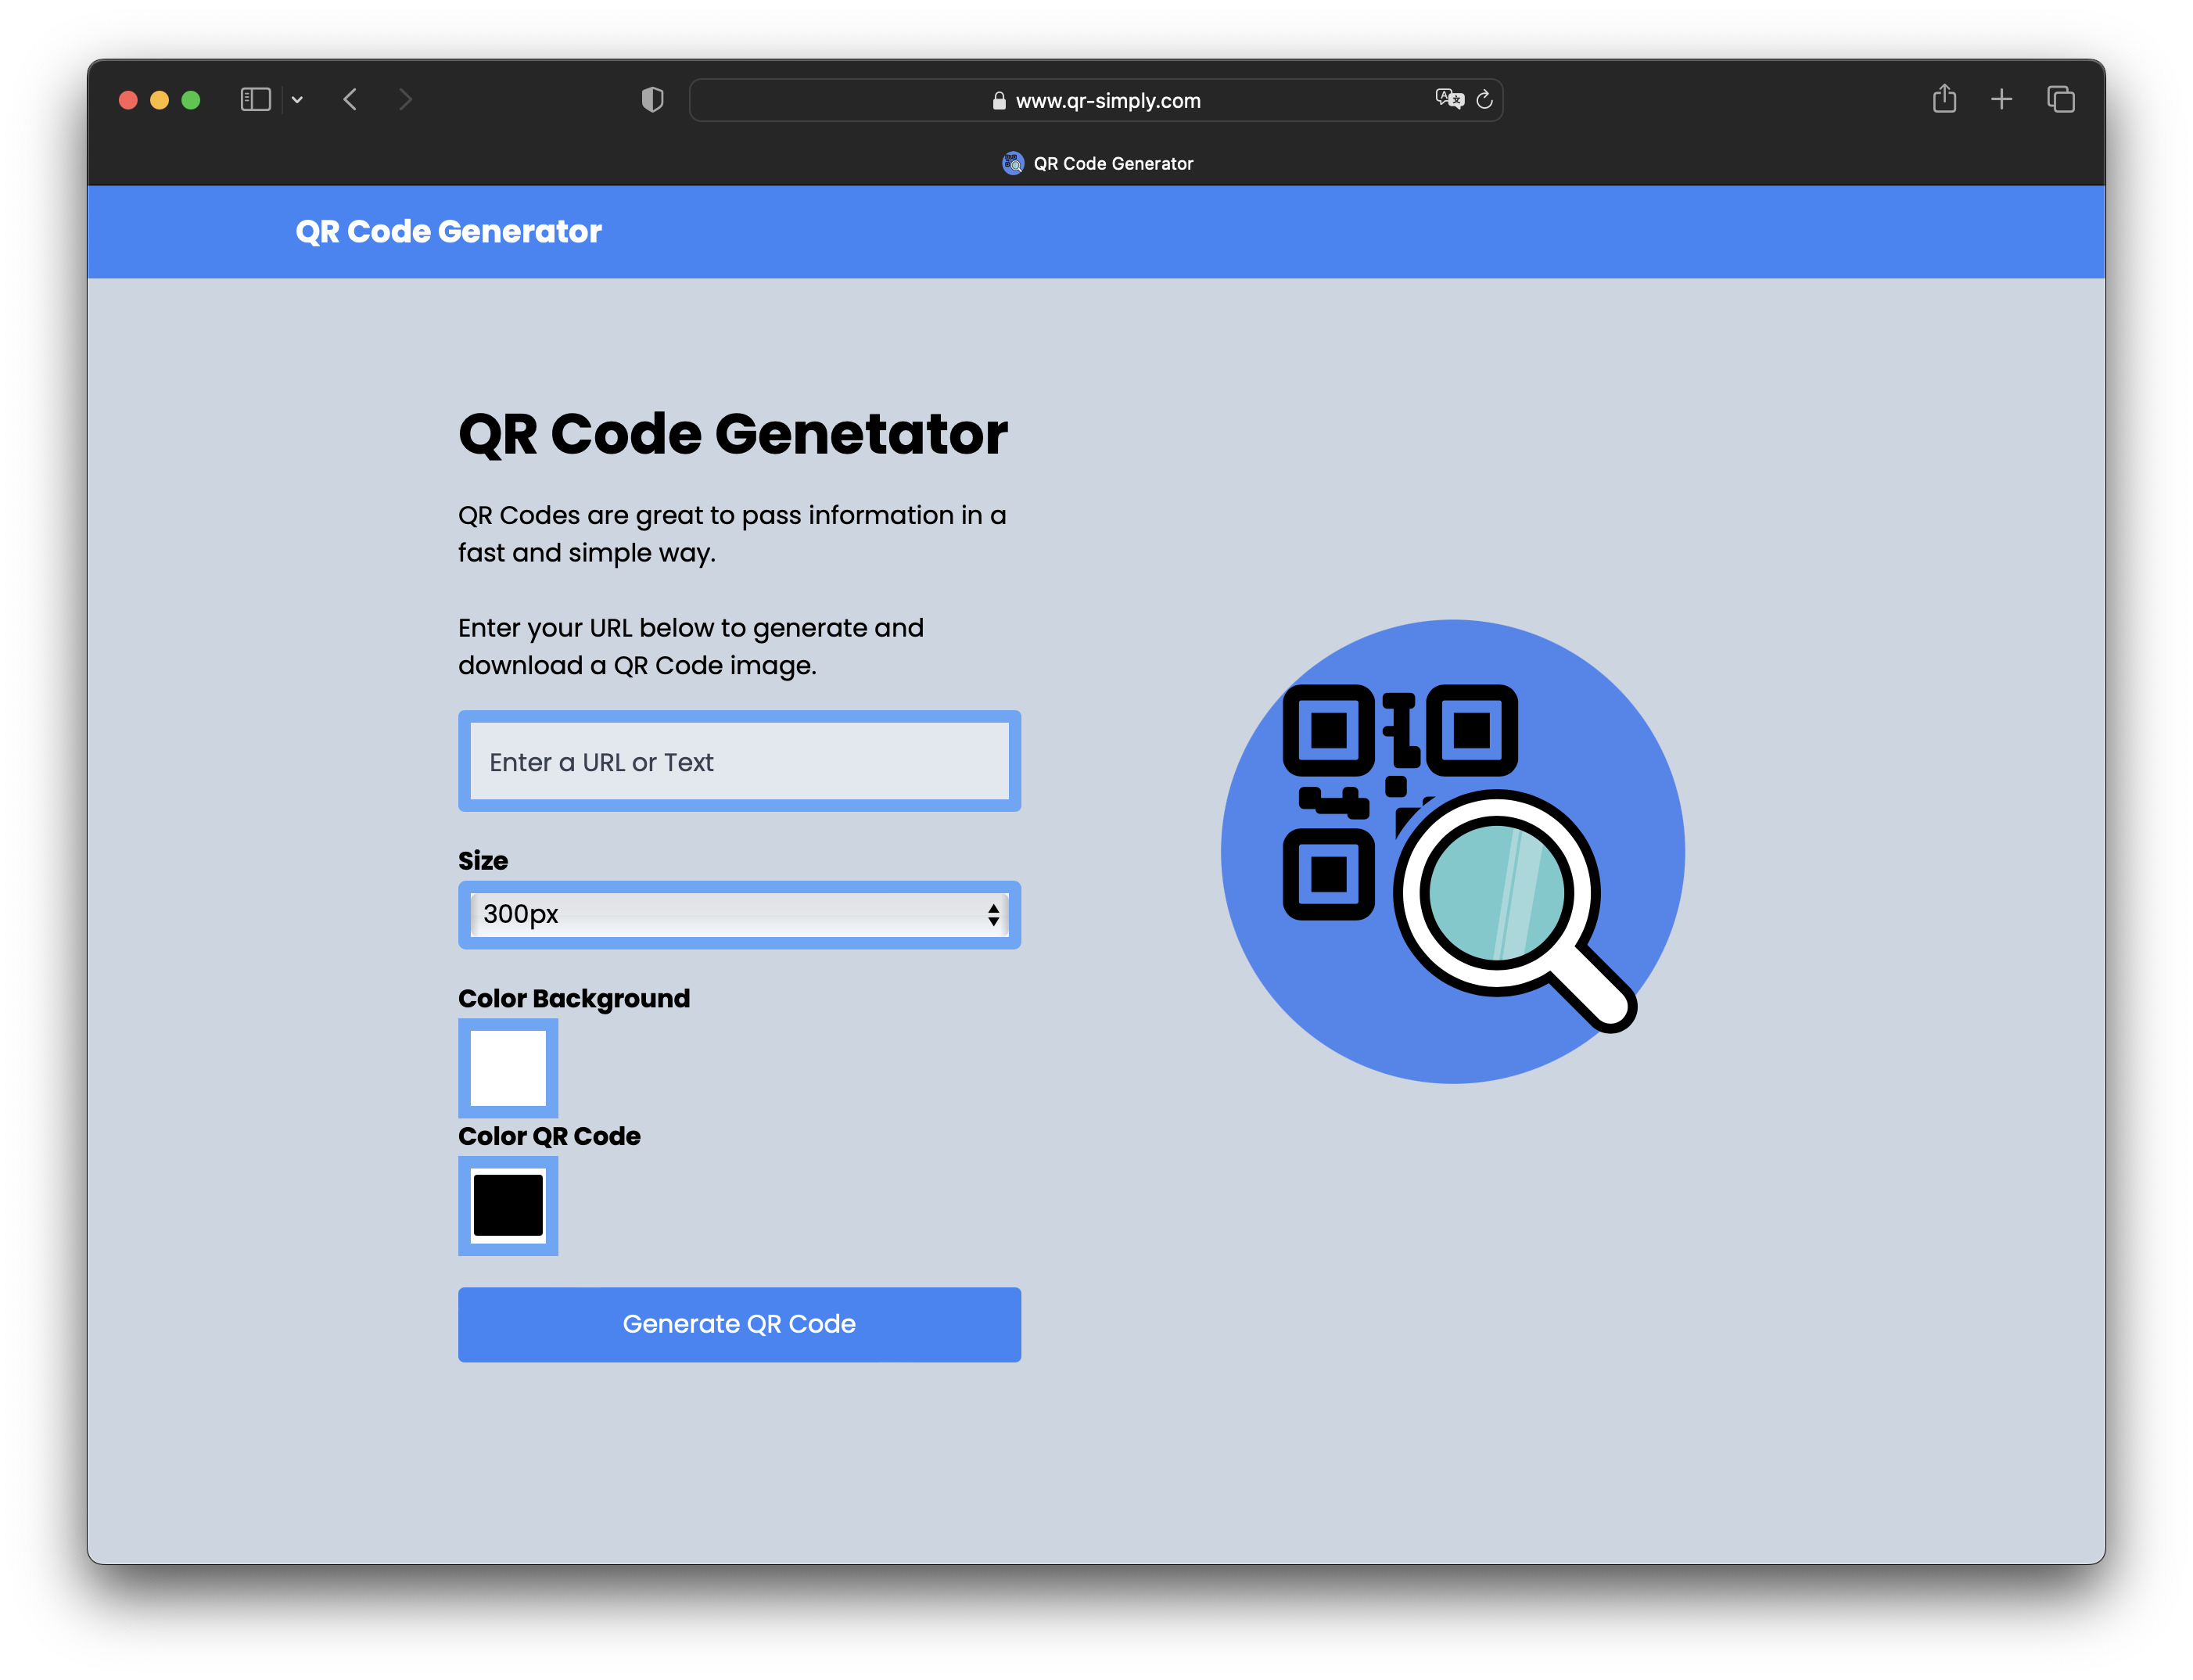 www.qr-simply.com
QR Code Generator
QR Code Generator
QR Code Genetator
QR Codes are great to pass information in a
fast and simple way.
Enter your URL below to generate and
download a QR Code image.
Enter a URL or Text
Size
300px
Color Background
Color QR Code
Generate QR Code